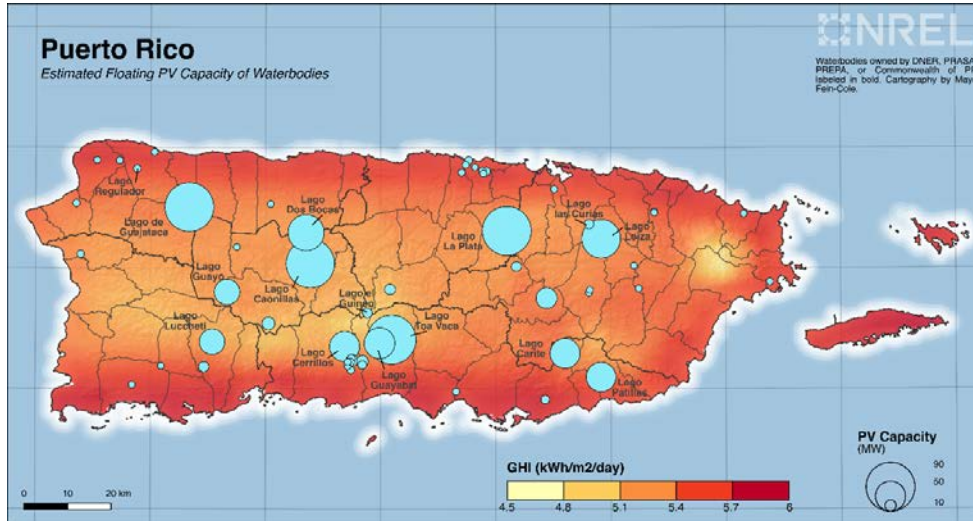 Puerto Rico
Estimated Floating PV Capacity of Waterbodies
NREL
Waterbodies owned by DNER, PRASA
PREPA, or Commonwealth of P
labeled in bold. Cartography by May
Fein-Cole.
Lago
Regulador
Lago de
Guajataca
Lago
Dos Bocas
Lago
La Plata
Lago
las Curias
Lago
Loiza
Lago
Guayo
Lago
Caonillas
Lago el
Guineo
Lago
Luccheti
Lago
Toa Vaca
Lago
Cerrillos
Lago
Guayabal
Lago
Carite
Lago
Patillas
PV Capacity
(MW)
90
50
10
GHI (kWh/m2/day)
4.5 4.8 5.1 5.4 5.7 6
0 10 20 km